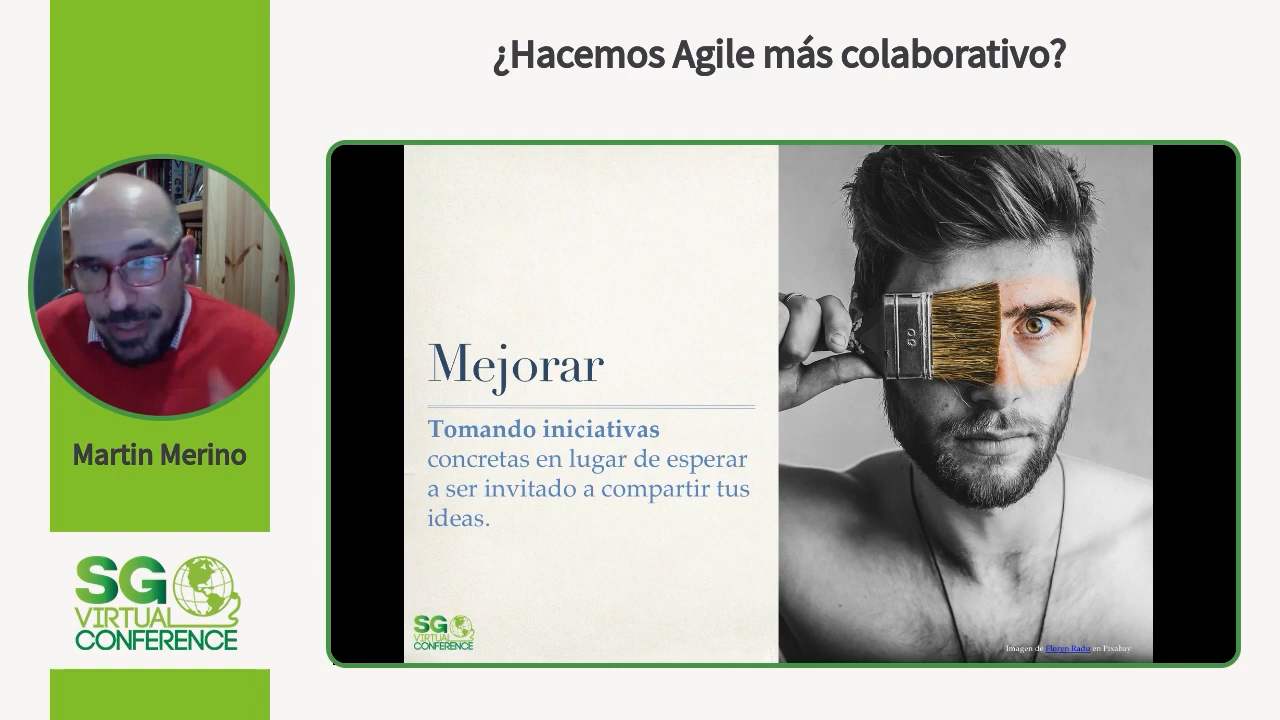 ¿Hacemos Agile más colaborativo?
Martin Merino
SG
VIRTUAL
CONFERENCE
Mejorar
Tomando iniciativas
concretas en lugar de esperar
a ser invitado a compartir tus
ideas.
SG
VIRTUAL
CONFERENCE
Imagen de Floryn Radu en Pixabay